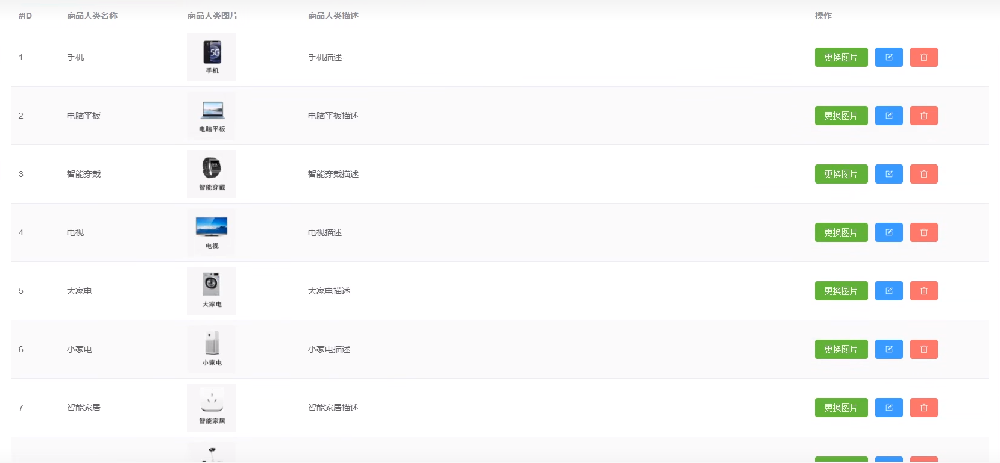 #ID 商品大类名称 商品大类图片 商品大类描述 操作
1 手机 5G 手机描述 更换图片
手机
2 电脑平板 电脑平板描述 更换图片
电脑平板
3 智能穿戴 智能穿戴描述 更换图片
智能穿戴
4 电视 电视描述 更换图片
电视
5 大家电 大家电描述 更换图片
大家电
6 小家电 小家电描述 更换图片
小家电
7 智能家居 智能家居描述 更换图片
智能家居